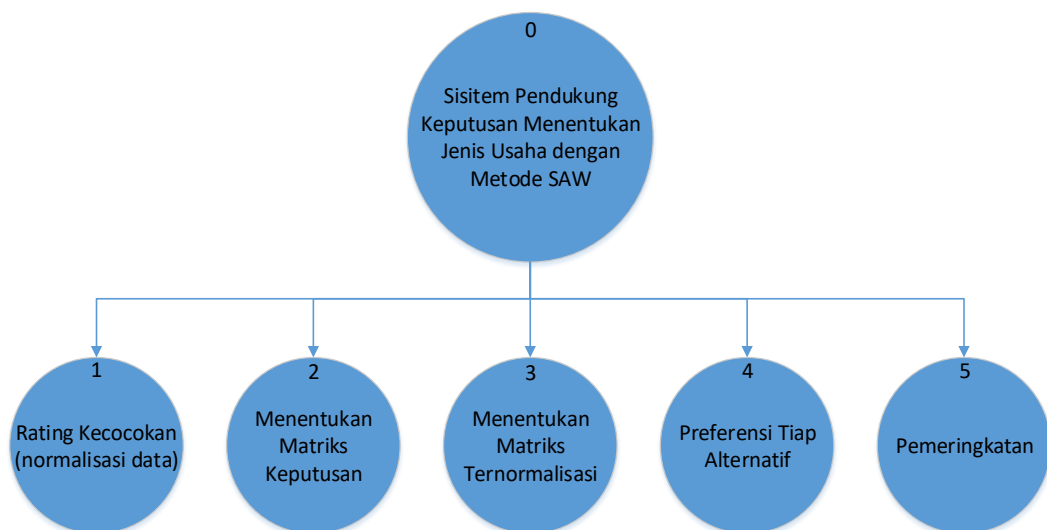 0
Sisitem Pendukung
Keputusan Menentukan
Jenis Usaha dengan
Metode SAW
1
Rating Kecocokan
(normalisasi data)
2
Menentukan
Matriks
Keputusan
3
Menentukan
Matriks
Ternormalisasi
4
Preferensi Tiap
Alternatif
5
Pemeringkatan